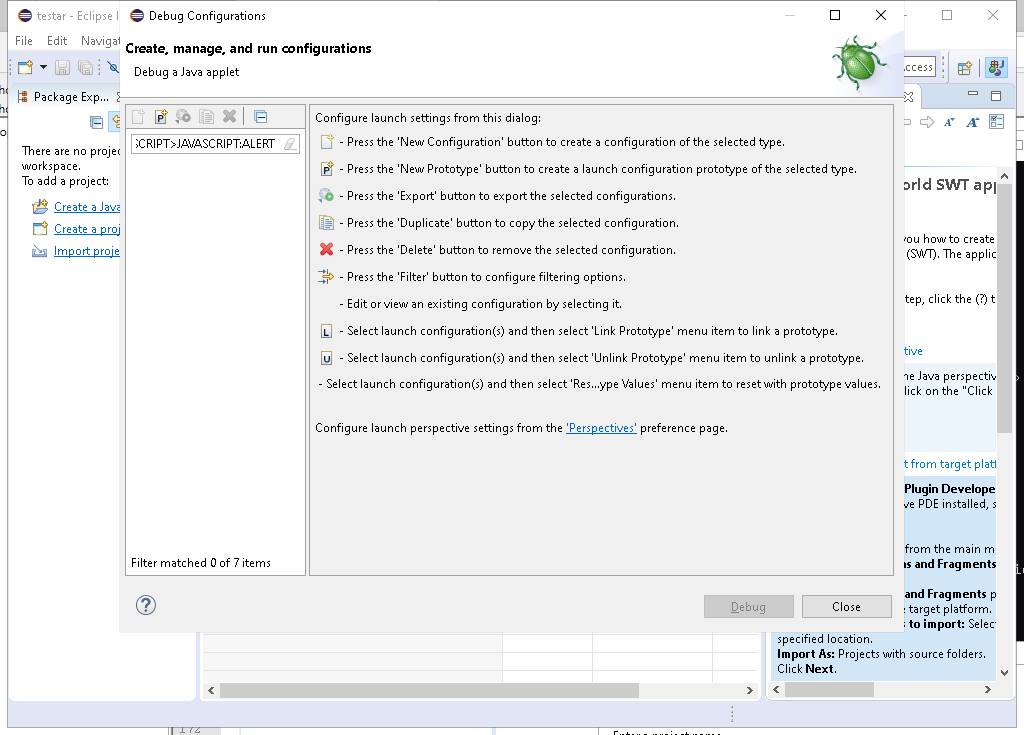 testar - Eclipse
Debug Configurations
File Edit Navigat
Create, manage, and run configurations
Debug a Java applet
ccess
Package Exp...
There are no projec
workspace.
To add a project:
Create a Java
Create a proj
Import proje
CRIPT>JAVASCRIPT:ALERT
Filter matched 0 of 7 items
Configure launch settings from this dialog:
- Press the 'New Configuration' button to create a configuration of the selected type.
- Press the 'New Prototype' button to create a launch configuration prototype of the selected type.
- Press the 'Export' button to export the selected configurations.
- Press the 'Duplicate' button to copy the selected configuration.
- Press the 'Delete' button to remove the selected configuration.
- Press the 'Filter' button to configure filtering options.
- Edit or view an existing configuration by selecting it.
L - Select launch configuration(s) and then select 'Link Prototype' menu item to link a prototype.
U - Select launch configuration(s) and then select 'Unlink Prototype' menu item to unlink a prototype.
- Select launch configuration(s) and then select 'Res...ype Values' menu item to reset with prototype values.
Configure launch perspective settings from the 'Perspectives' preference page.
Debug
Close
orld SWT app
you how to create
(SWT). The applic
tep, click the (?) t
tive
he Java perspectiv
lick on the "Click
t from target platf
Plugin Develope
ve PDE installed, s
from the main m
ns and Fragments
and Fragments p
e target platform.
s to import: Select
specified location.
Import As: Projects with source folders.
Click Next.
172
Enter a project name